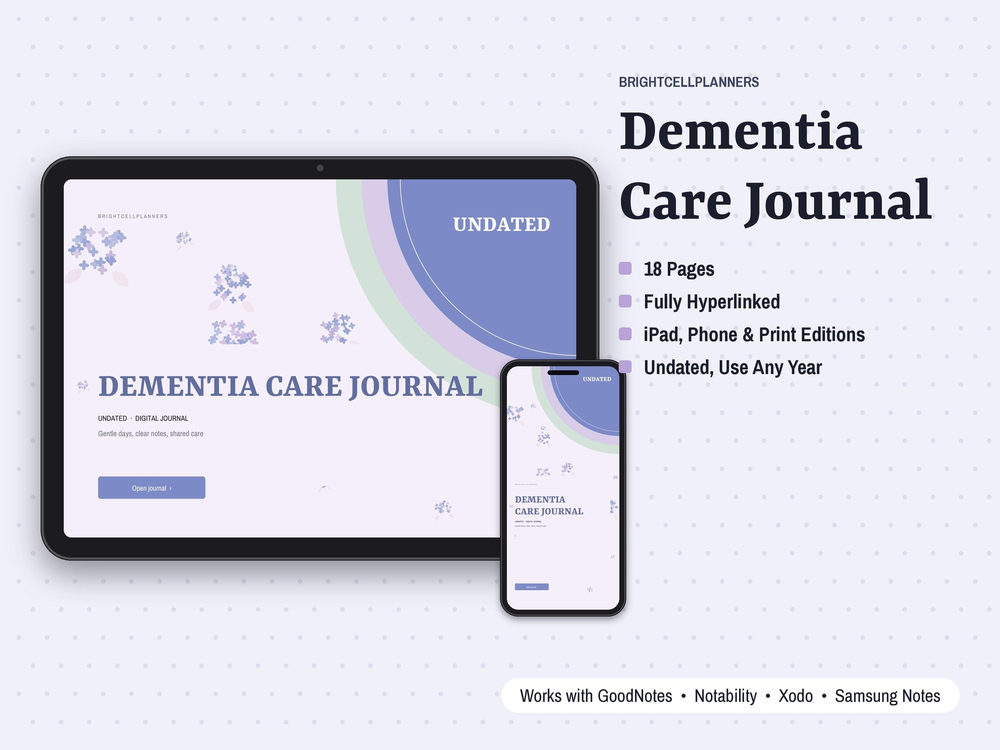 BRIGHTCELLPLANNERS
Dementia
Care Journal
18 Pages
Fully Hyperlinked
iPad, Phone & Print Editions
Undated, Use Any Year
BRIGHTCELLPLANNERS
UNDATED
DEMENTIA CARE JOURNAL
UNDATED · DIGITAL JOURNAL
Gentle days, clear notes, shared care
Open journal ›
UNDATED
DEMENTIA
CARE JOURNAL
Works with GoodNotes • Notability • Xodo • Samsung Notes